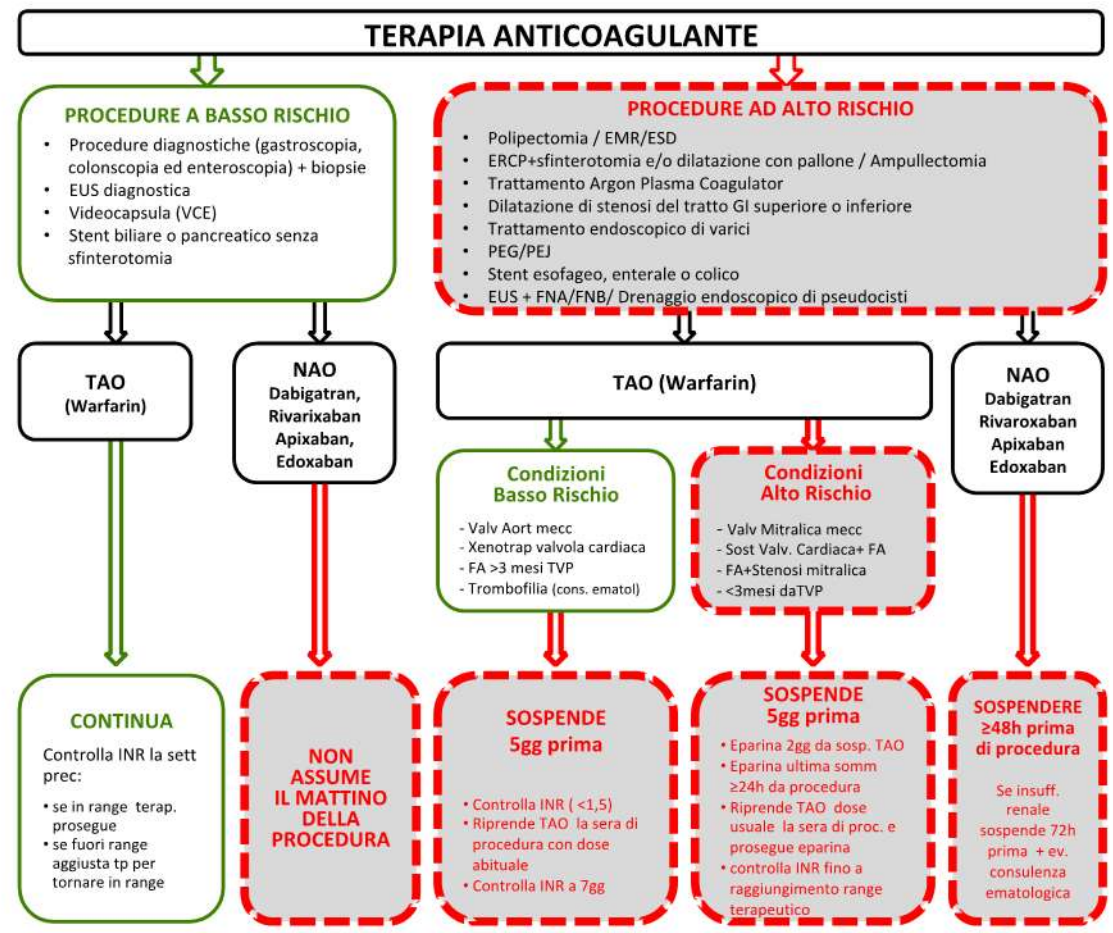 TERAPIA ANTICOAGULANTE
PROCEDURE A BASSO RISCHIO
• Procedure diagnostiche (gastroscopia,
colonscopia ed enteroscopia) + biopsie
• EUS diagnostica
• Videocapsula (VCE)
• Stent biliare o pancreatico senza
sfinterotomia
PROCEDURE AD ALTO RISCHIO
• Polipectomia / EMR/ESD
• ERCP+sfinterotomia e/o dilatazione con pallone / Ampullectomia
• Trattamento Argon Plasma Coagulator
• Dilatazione di stenosi del tratto GI superiore o inferiore
• Trattamento endoscopico di varici
• PEG/PEJ
• Stent esofageo, enterale o colico
• EUS + FNA/FNB/ Drenaggio endoscopico di pseudocisti
TAO
(Warfarin)
NAO
Dabigatran,
Rivarixaban
Apixaban,
Edoxaban
TAO (Warfarin)
NAO
Dabigatran
Rivaroxaban
Apixaban
Edoxaban
Condizioni
Basso Rischio
- Valv Aort mecc
- Xenotrap valvola cardiaca
- FA >3 mesi TVP
- Trombofilia (cons. ematol)
Condizioni
Alto Rischio
- Valv Mitralica mecc
- Sost Valv. Cardiaca+ FA
- FA+Stenosi mitralica
- <3mesi daTVP
CONTINUA
Controlla INR la sett
prec:
• se in range terap.
prosegue
• se fuori range
aggiusta tp per
tornare in range
NON
ASSUME
IL MATTINO
DELLA
PROCEDURA
SOSPENDE
5gg prima
• Controlla INR ( <1,5)
• Riprende TAO la sera di
procedura con dose
abituale
• Controlla INR a 7gg
SOSPENDE
5gg prima
• Eparina 2gg da sosp. TAO
• Eparina ultima somm
≥24h da procedura
• Riprende TAO dose
usuale la sera di proc. e
prosegue eparina
• controlla INR fino a
raggiungimento range
terapeutico
SOSPENDERE
≥48h prima
di procedura
Se insuff.
renale
sospende 72h
prima + ev.
consulenza
ematologica